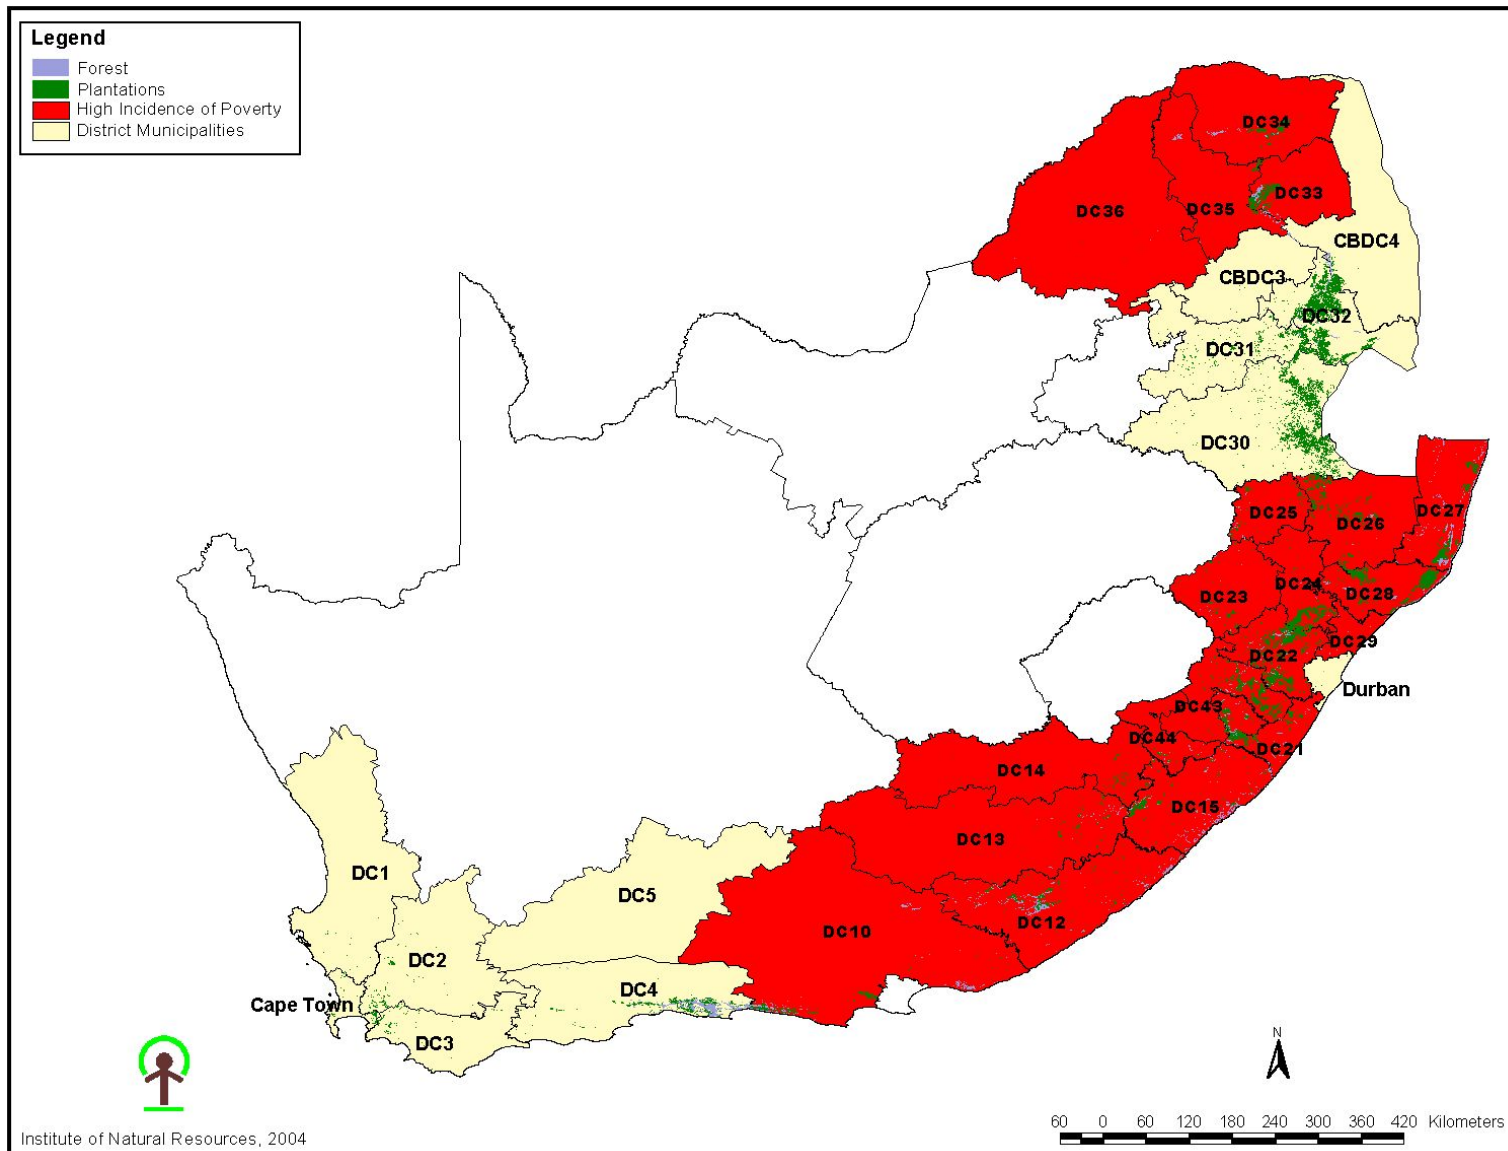 Legend
Forest
Plantations
High Incidence of Poverty
District Municipalities
DC34
DC33
DC36
DC35
CBDC4
CBDC3
DC32
DC31
DC30
DC25
DC26
DC27
DC24
DC23
DC28
DC29
DC22
Durban
DC43
DC44
DC21
DC14
DC15
DC13
DC1
DC5
DC12
DC10
DC2
DC4
Cape Town
DC3
N
60 0 60 120 180 240 300 360 420 Kilometers
Institute of Natural Resources, 2004